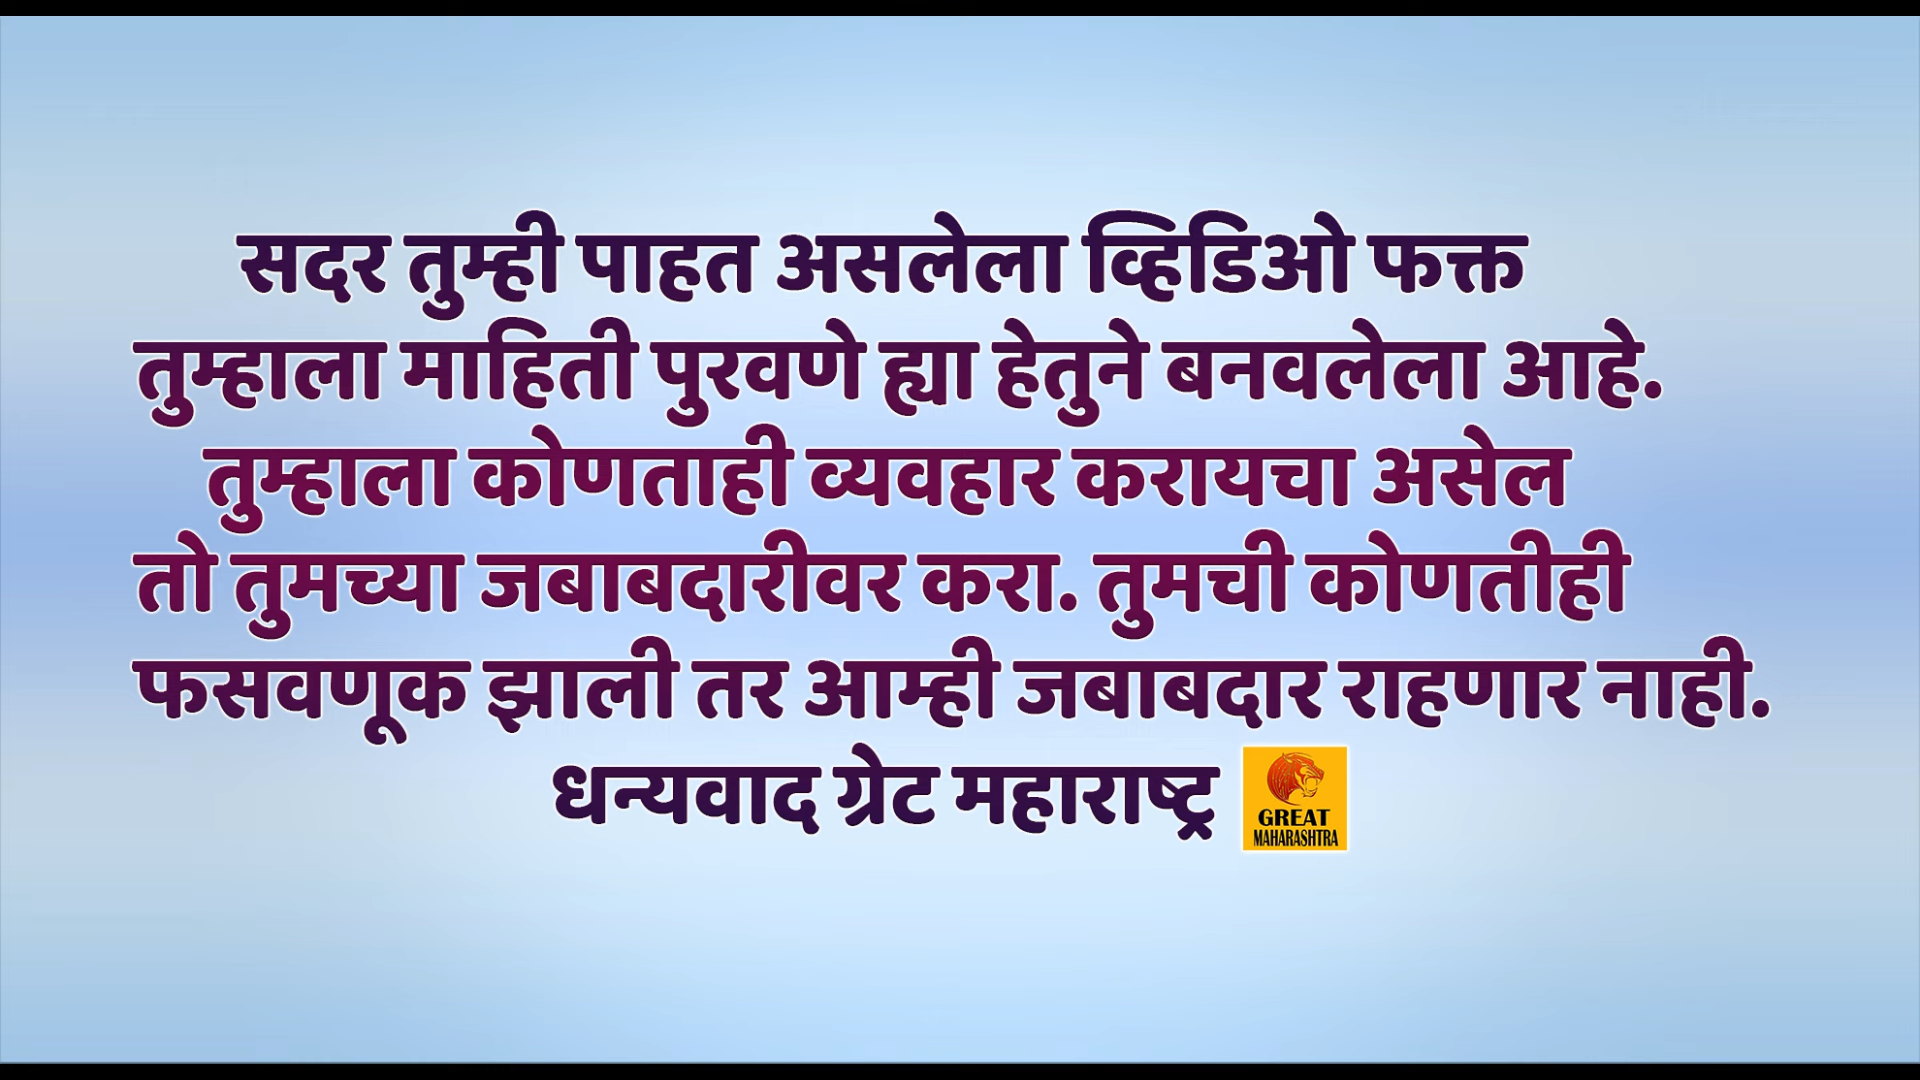 सदर तुम्ही पाहत असलेला व्हिडिओ फक्त
तुम्हाला माहिती पुरवणे ह्या हेतुने बनवलेला आहे.
तुम्हाला कोणताही व्यवहार करायचा असेल
तो तुमच्या जबाबदारीवर करा. तुमची कोणतीही
फसवणूक झाली तर आम्ही जबाबदार राहणार नाही.
धन्यवाद ग्रेट महाराष्ट्र
GREAT
MAHARASHTRA